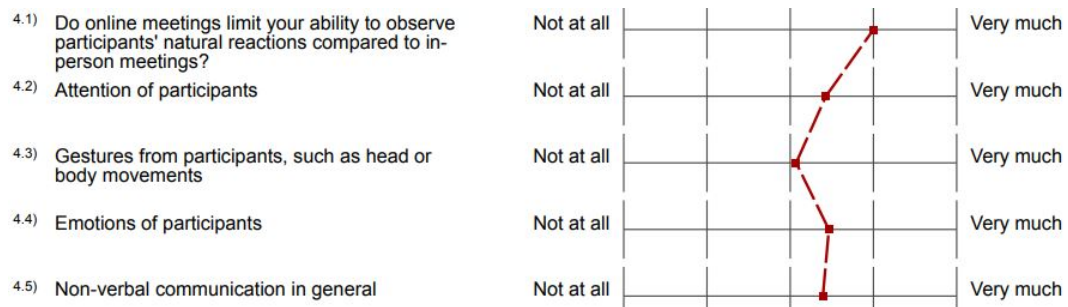 4.1) Do online meetings limit your ability to observe Not at all Very much
participants' natural reactions compared to in-
person meetings?
4.2) Attention of participants Not at all Very much
4.3) Gestures from participants, such as head or Not at all Very much
body movements
4.4) Emotions of participants Not at all Very much
4.5) Non-verbal communication in general Not at all Very much